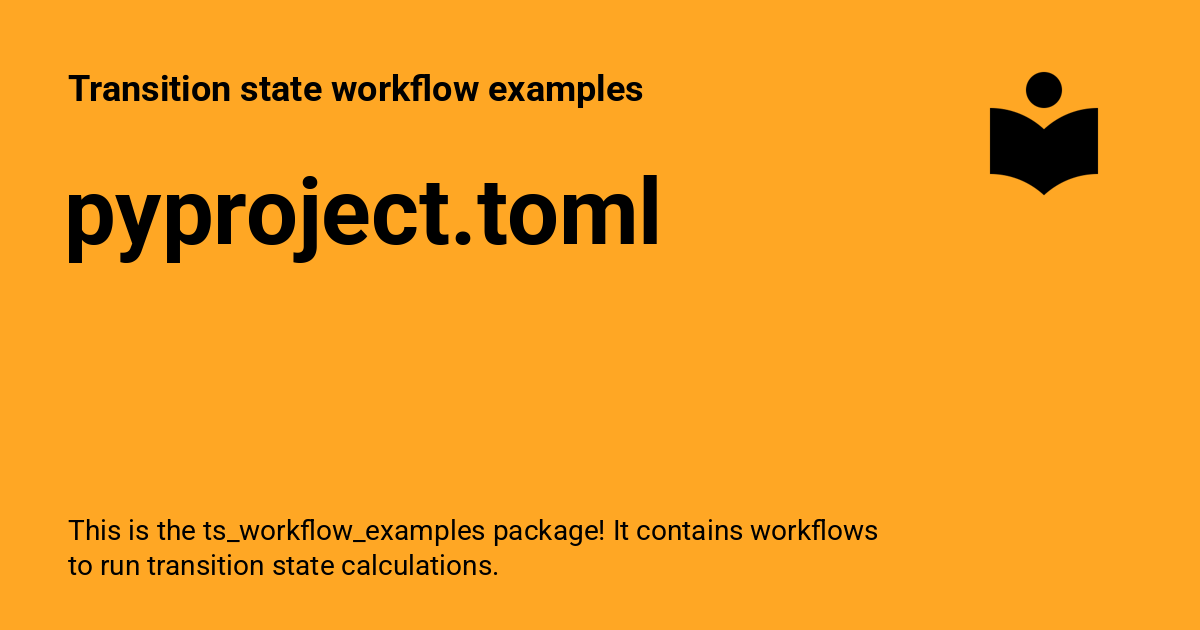 Transition state workflow examples
pyproject.toml
This is the ts_workflow_examples package! It contains workflows
to run transition state calculations.